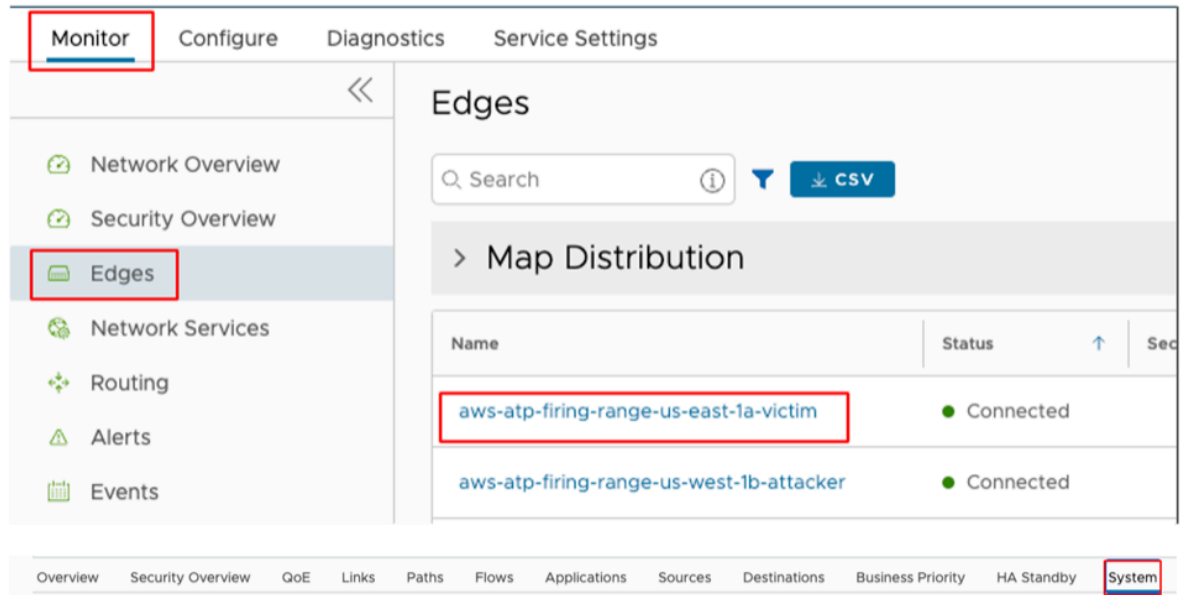 Monitor Configure Diagnostics Service Settings
Edges
Search
CSV
Network Overview
Security Overview
Edges
Network Services
Routing
Alerts
Events
Map Distribution
Name Status Sec
aws-atp-firing-range-us-east-1a-victim Connected
aws-atp-firing-range-us-west-1b-attacker Connected
Overview Security Overview QoE Links Paths Flows Applications Sources Destinations Business Priority HA Standby System